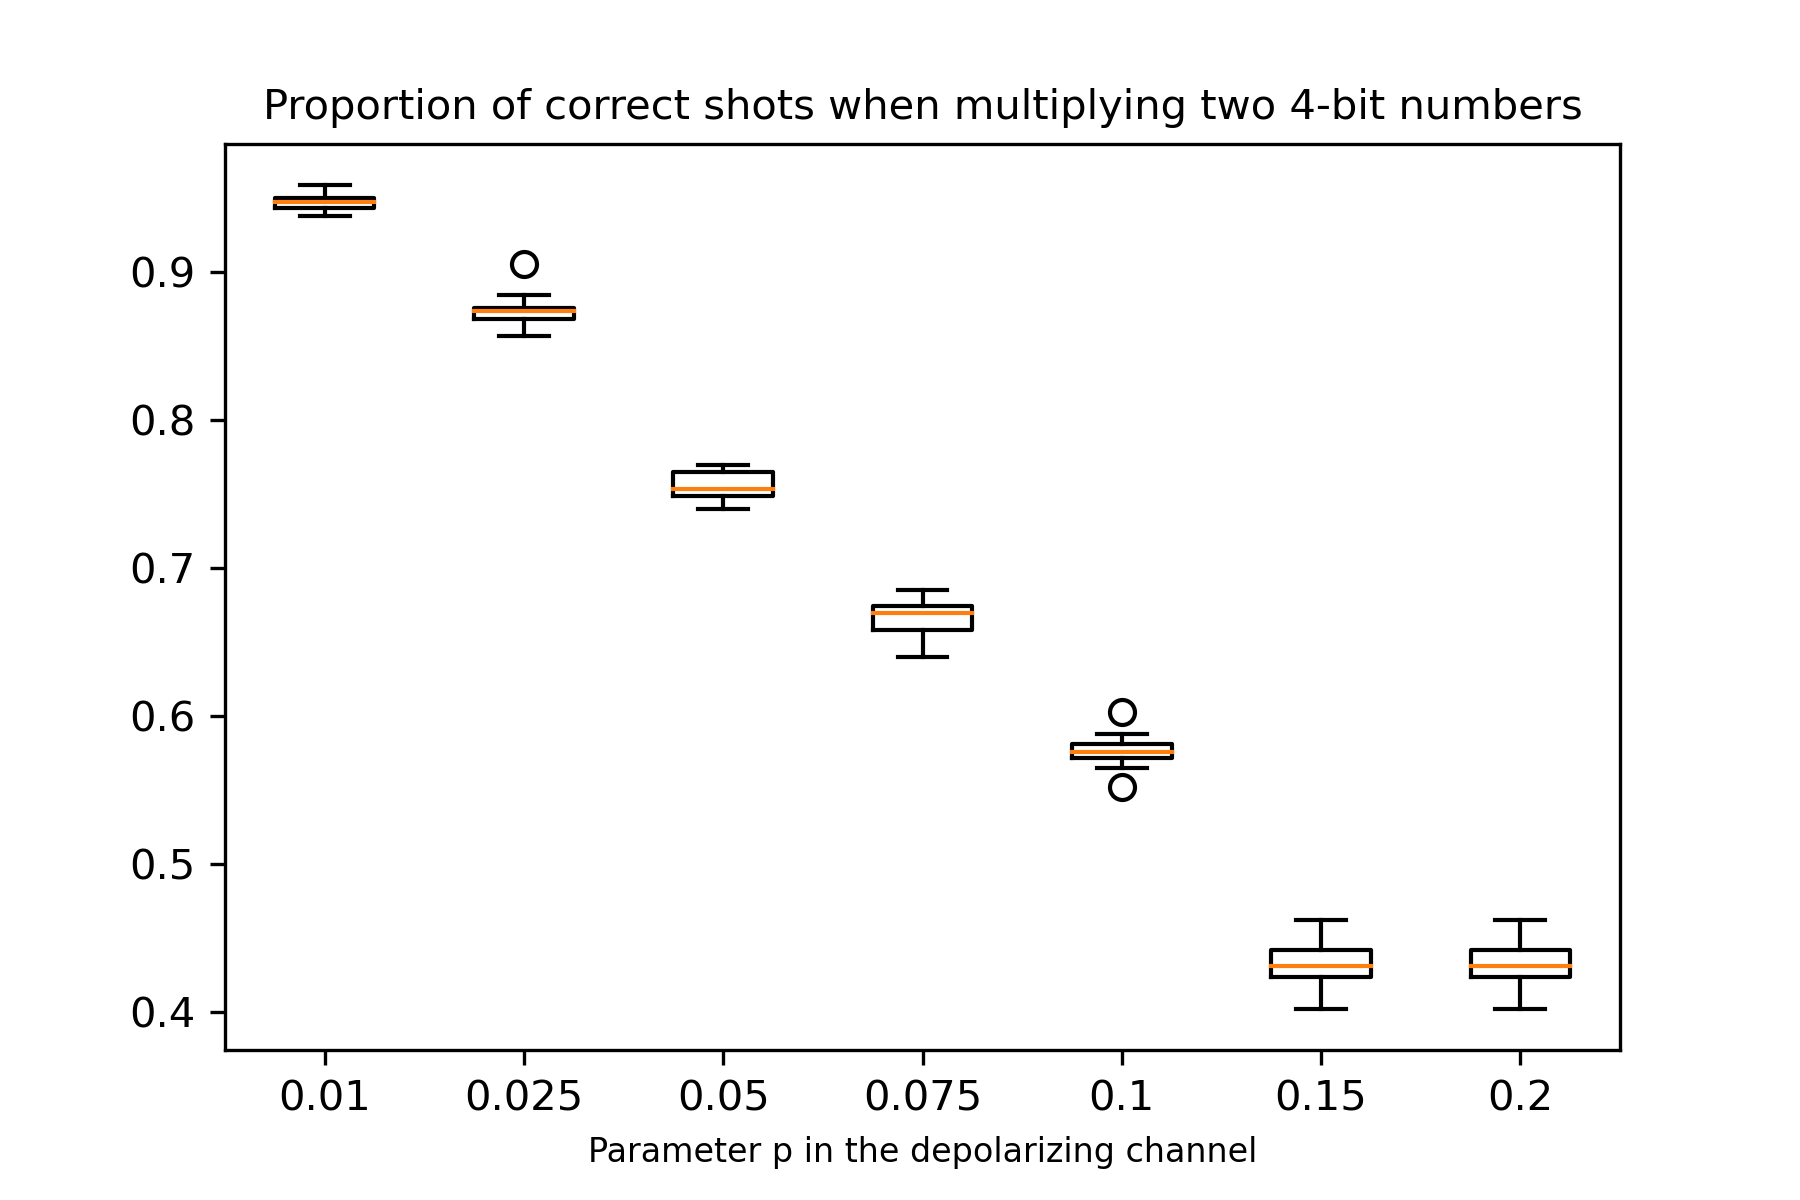 Proportion of correct shots when multiplying two 4-bit numbers
0.9
0.8
0.7
0.6
0.5
0.4
0.01 0.025 0.05 0.075 0.1 0.15 0.2
Parameter p in the depolarizing channel